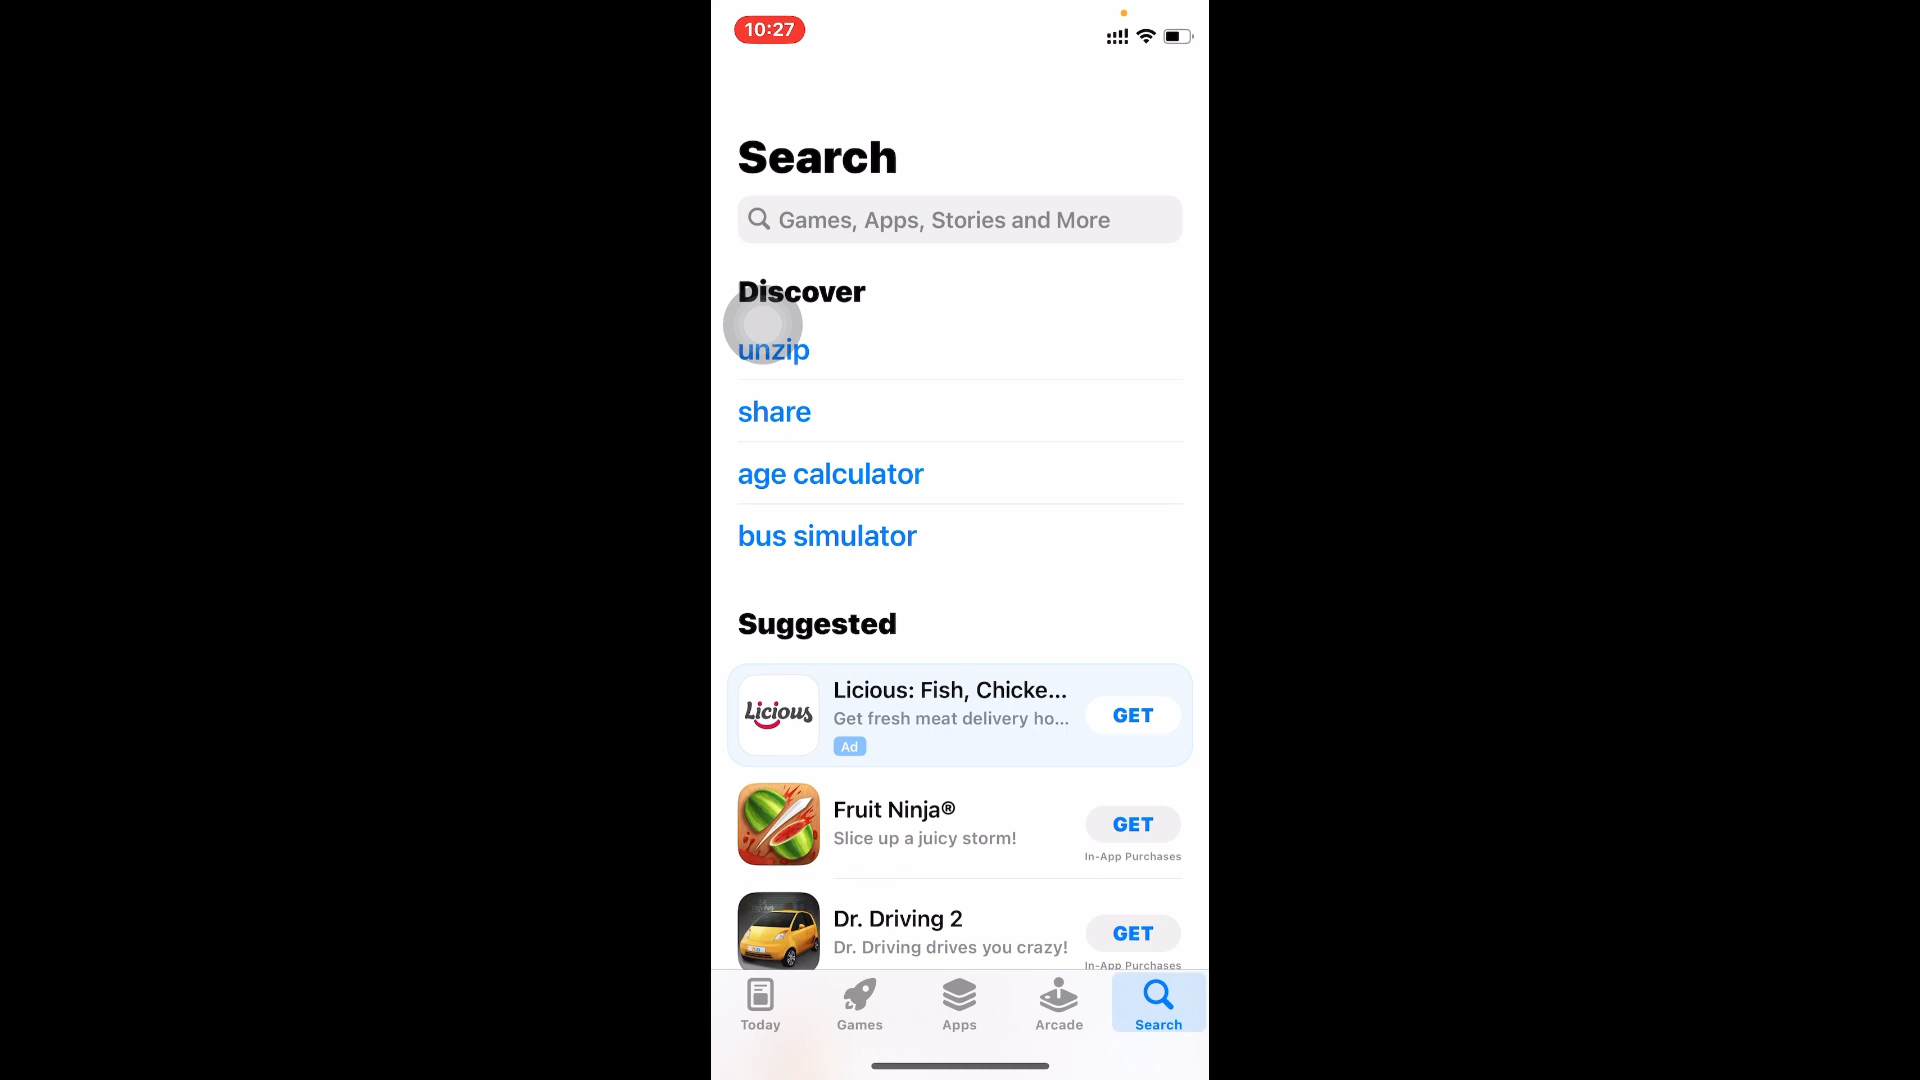 10:27
Search
Games, Apps, Stories and More
Discover
unzip
share
age calculator
bus simulator
Suggested
Licious
Licious: Fish, Chicke...
Get fresh meat delivery ho...
Ad
GET
Fruit Ninja®
Slice up a juicy storm!
GET
In-App Purchases
Dr. Driving 2
Dr. Driving drives you crazy!
GET
In-App Purchases
Today
Games
Apps
Arcade
Search